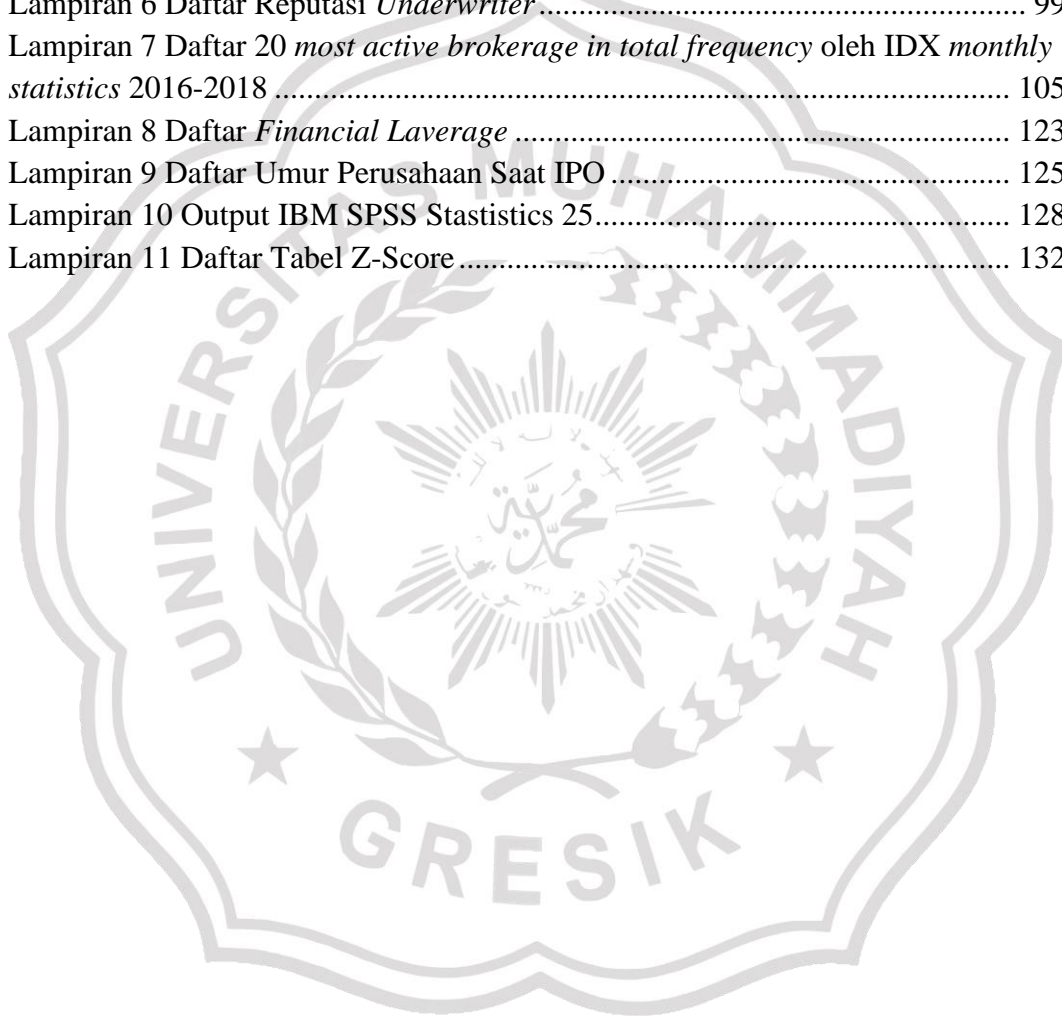 Lampiran 6 Daftar Reputasi Underwriter ........................................................................................ 99
Lampiran 7 Daftar 20 most active brokerage in total frequency oleh IDX monthly
statistics 2016-2018 ........................................................................................ 105
Lampiran 8 Daftar Financial Laverage ........................................................................................ 123
Lampiran 9 Daftar Umur Perusahaan Saat IPO ........................................................................................ 125
Lampiran 10 Output IBM SPSS Stastistics 25 ........................................................................................ 128
Lampiran 11 Daftar Tabel Z-Score ........................................................................................ 132
UNIVERSITAS MUHAMMADIYAH
GRESIK